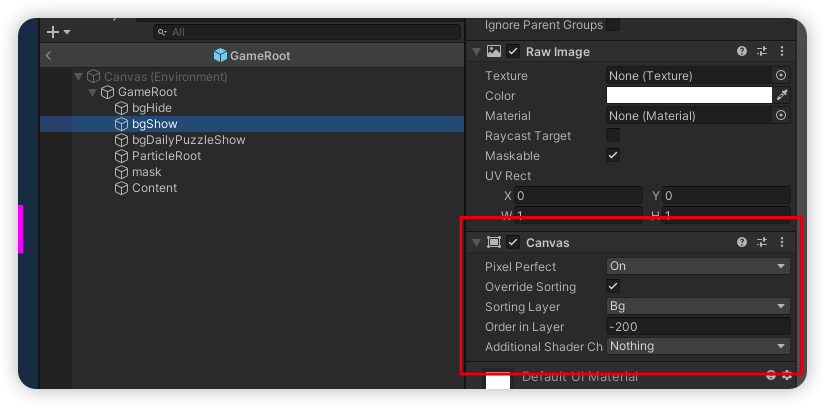 All
GameRoot
Canvas (Environment)
GameRoot
bgHide
bgShow
bgDailyPuzzleShow
ParticleRoot
mask
Content
Ignore Parent Groups
Raw Image
Texture None (Texture)
Color
Material None (Material)
Raycast Target
Maskable
UV Rect
X 0 Y 0
W 1 H 1
Canvas
Pixel Perfect On
Override Sorting
Sorting Layer Bg
Order in Layer -200
Additional Shader Ch Nothing
Default UI Material